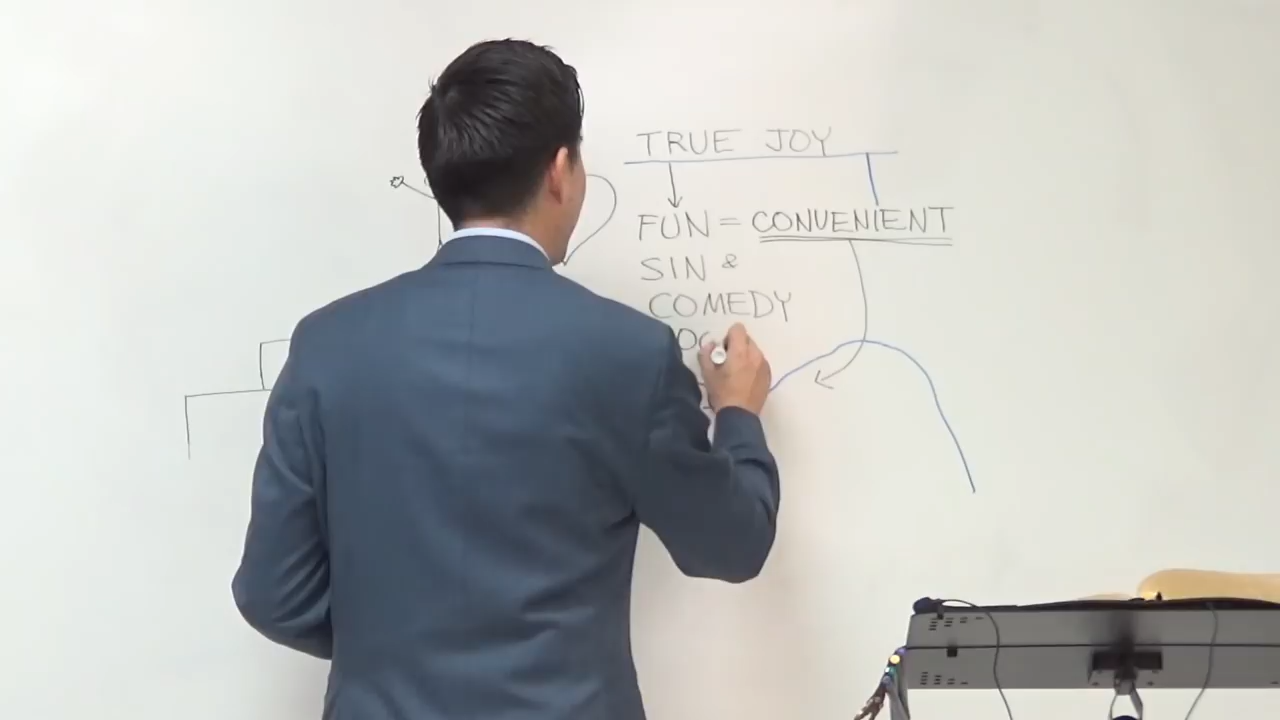 TRUE JOY
FUN = CONVENIENT
SIN &
COMEDY